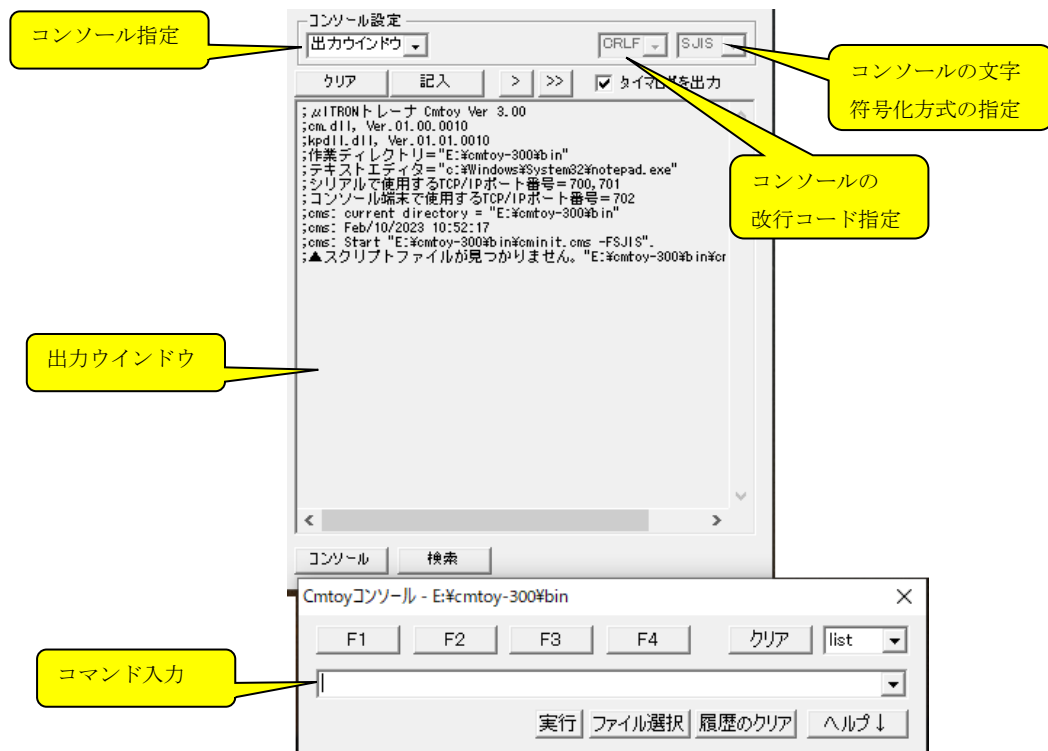 コンソール指定
コンソール設定
出力ウインドウ
CRLF
SJIS
コンソールの文字
符号化方式の指定
クリア
記入
>
>>
タイマログを出力
;μITRONトレーナ Cmtoy Ver 3.00
;cm.dll, Ver.01.00.0010
;kpdll.dll, Ver.01.01.0010
;作業ディレクトリ="E:¥cmtoy-300¥bin"
;テキストエディタ="c:¥Windows¥System32¥notepad.exe"
;シリアルで使用するTCP/IPポート番号=700,701
;コンソール端末で使用するTCP/IPポート番号=702
;cms: current directory = "E:¥cmtoy-300¥bin"
;cms: Feb/10/2023 10:52:17
;cms: Start "E:¥cmtoy-300¥bin¥cminit.cms -FSJIS".
;▲スクリプトファイルが見つかりません。"E:¥cmtoy-300¥bin¥cr
コンソールの
改行コード指定
出力ウインドウ
コンソール
検索
Cmtoyコンソール - E:¥cmtoy-300¥bin
F1
F2
F3
F4
クリア
list
コマンド入力
実行
ファイル選択
履歴のクリア
ヘルプ↓